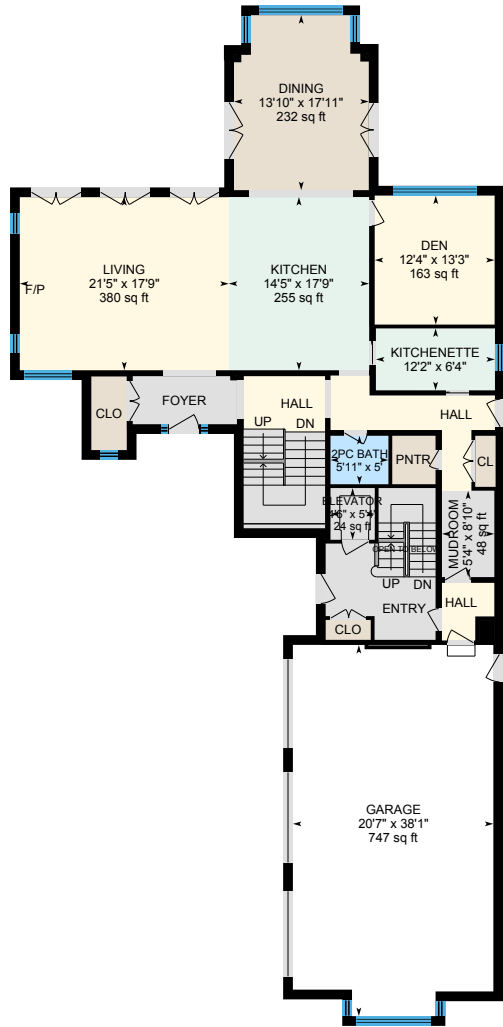 DINING
13'10" x 17'11"
232 sq ft
LIVING
21'5" x 17'9"
380 sq ft
F/P
KITCHEN
14'5" x 17'9"
255 sq ft
DEN
12'4" x 13'3"
163 sq ft
KITCHENETTE
12'2" x 6'4"
CLO
FOYER
HALL
UP
DN
HALL
2PC BATH
5'11" x 5'
PNTR
CL
ELEVATOR
4'6" x 5'4"
24 sq ft
MUDROOM
5'4" x 8'10"
48 sq ft
OPEN TO BELOW
UP
DN
ENTRY
HALL
CLO
GARAGE
20'7" x 38'1"
747 sq ft